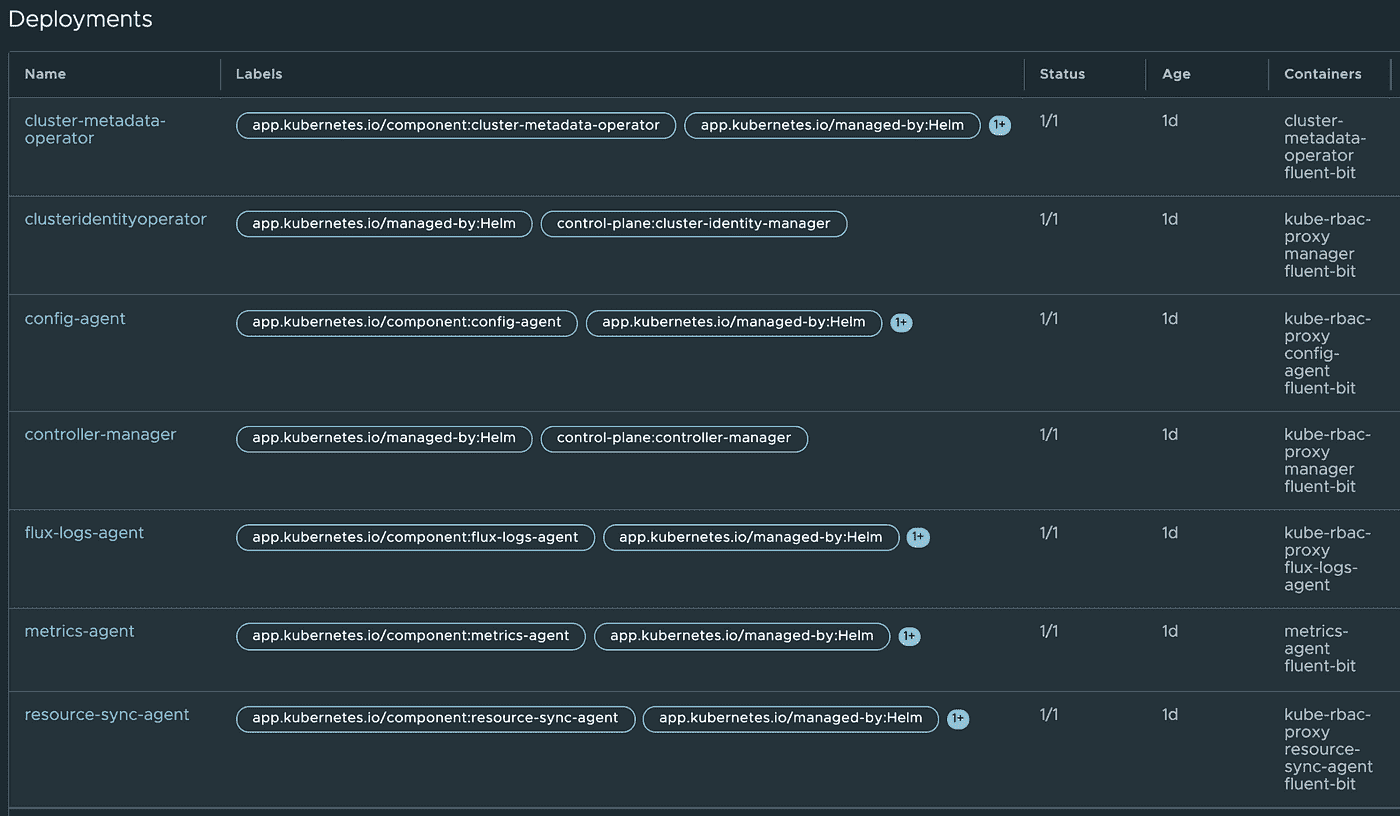 Deployments
Name Labels Status Age Containers
cluster-metadata-
operator
app.kubernetes.io/component:cluster-metadata-operator app.kubernetes.io/managed-by:Helm 1+
1/1
1d
cluster-
metadata-
operator
fluent-bit
clusteridentityoperator
app.kubernetes.io/managed-by:Helm control-plane:cluster-identity-manager
1/1
1d
kube-rbac-
proxy
manager
fluent-bit
config-agent
app.kubernetes.io/component:config-agent app.kubernetes.io/managed-by:Helm 1+
1/1
1d
kube-rbac-
proxy
config-
agent
fluent-bit
controller-manager
app.kubernetes.io/managed-by:Helm control-plane:controller-manager
1/1
1d
kube-rbac-
proxy
manager
fluent-bit
flux-logs-agent
app.kubernetes.io/component:flux-logs-agent app.kubernetes.io/managed-by:Helm 1+
1/1
1d
kube-rbac-
proxy
flux-logs-
agent
metrics-agent
app.kubernetes.io/component:metrics-agent app.kubernetes.io/managed-by:Helm 1+
1/1
1d
metrics-
agent
fluent-bit
resource-sync-agent
app.kubernetes.io/component:resource-sync-agent app.kubernetes.io/managed-by:Helm 1+
1/1
1d
kube-rbac-
proxy
resource-
sync-agent
fluent-bit